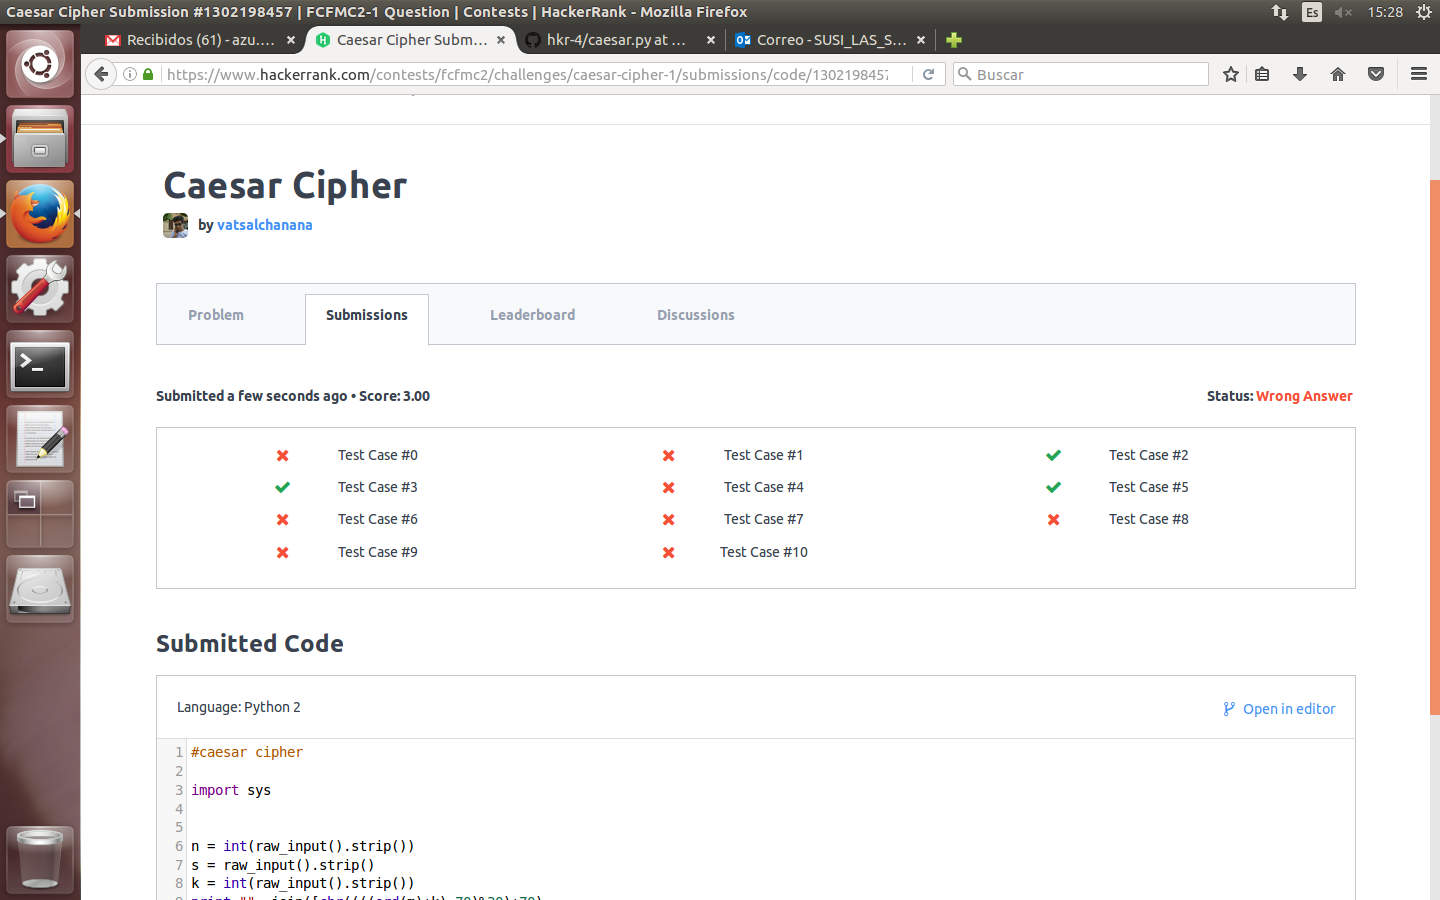 Caesar Cipher Submission #1302198457 | FCFMC2-1 Question | Contests | HackerRank - Mozilla Firefox
Es 15:28
Recibidos (61) - azu.... × Caesar Cipher Subm... × hkr-4/caesar.py at ... × Correo - SUSI_LAS_S... ×
https://www.hackerrank.com/contests/fcfmc2/challenges/caesar-cipher-1/submissions/code/1302198457
Buscar
Caesar Cipher
by vatsalchanana
Problem Submissions Leaderboard Discussions
Submitted a few seconds ago • Score: 3.00 Status: Wrong Answer
Test Case #0 Test Case #1 Test Case #2
Test Case #3 Test Case #4 Test Case #5
Test Case #6 Test Case #7 Test Case #8
Test Case #9 Test Case #10
Submitted Code
Language: Python 2 Open in editor
1 #caesar cipher
2
3 import sys
4
5
6 n = int(raw_input().strip())
7 s = raw_input().strip()
8 k = int(raw_input().strip())